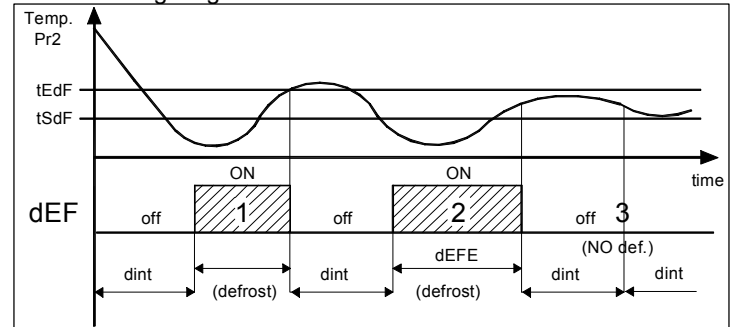 Temp.
Pr2
tEdF
tSdF
time
ON
ON
dEF
off
1
off
2
off
3
dEFE
(NO def.)
dint
(defrost)
dint
(defrost)
dint
dint